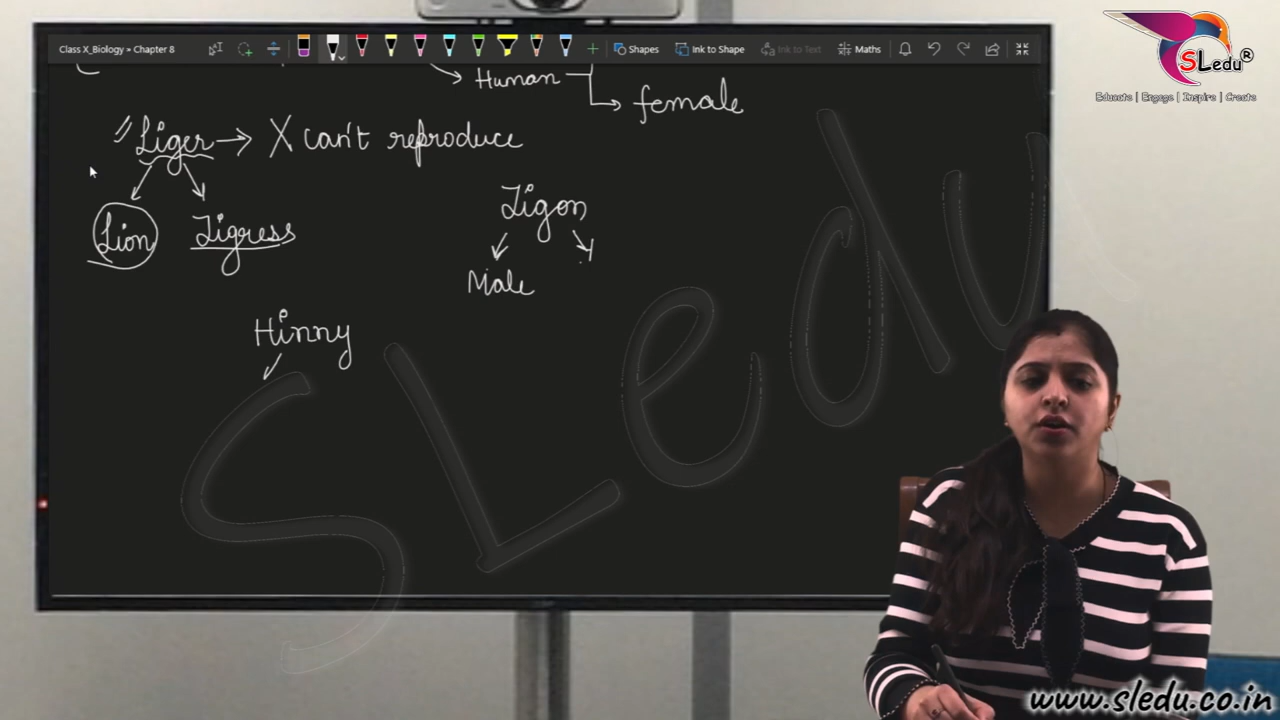 Class X_Biology » Chapter 8
Shapes
Ink to Shape
Ink to Text
Maths
SLedu®
Educate | Engage | Inspire | Create
Human
female
Liger → X can't reproduce
Lion
Tigress
Tigon
Male
Hinny
SLedu
www.sledu.co.in